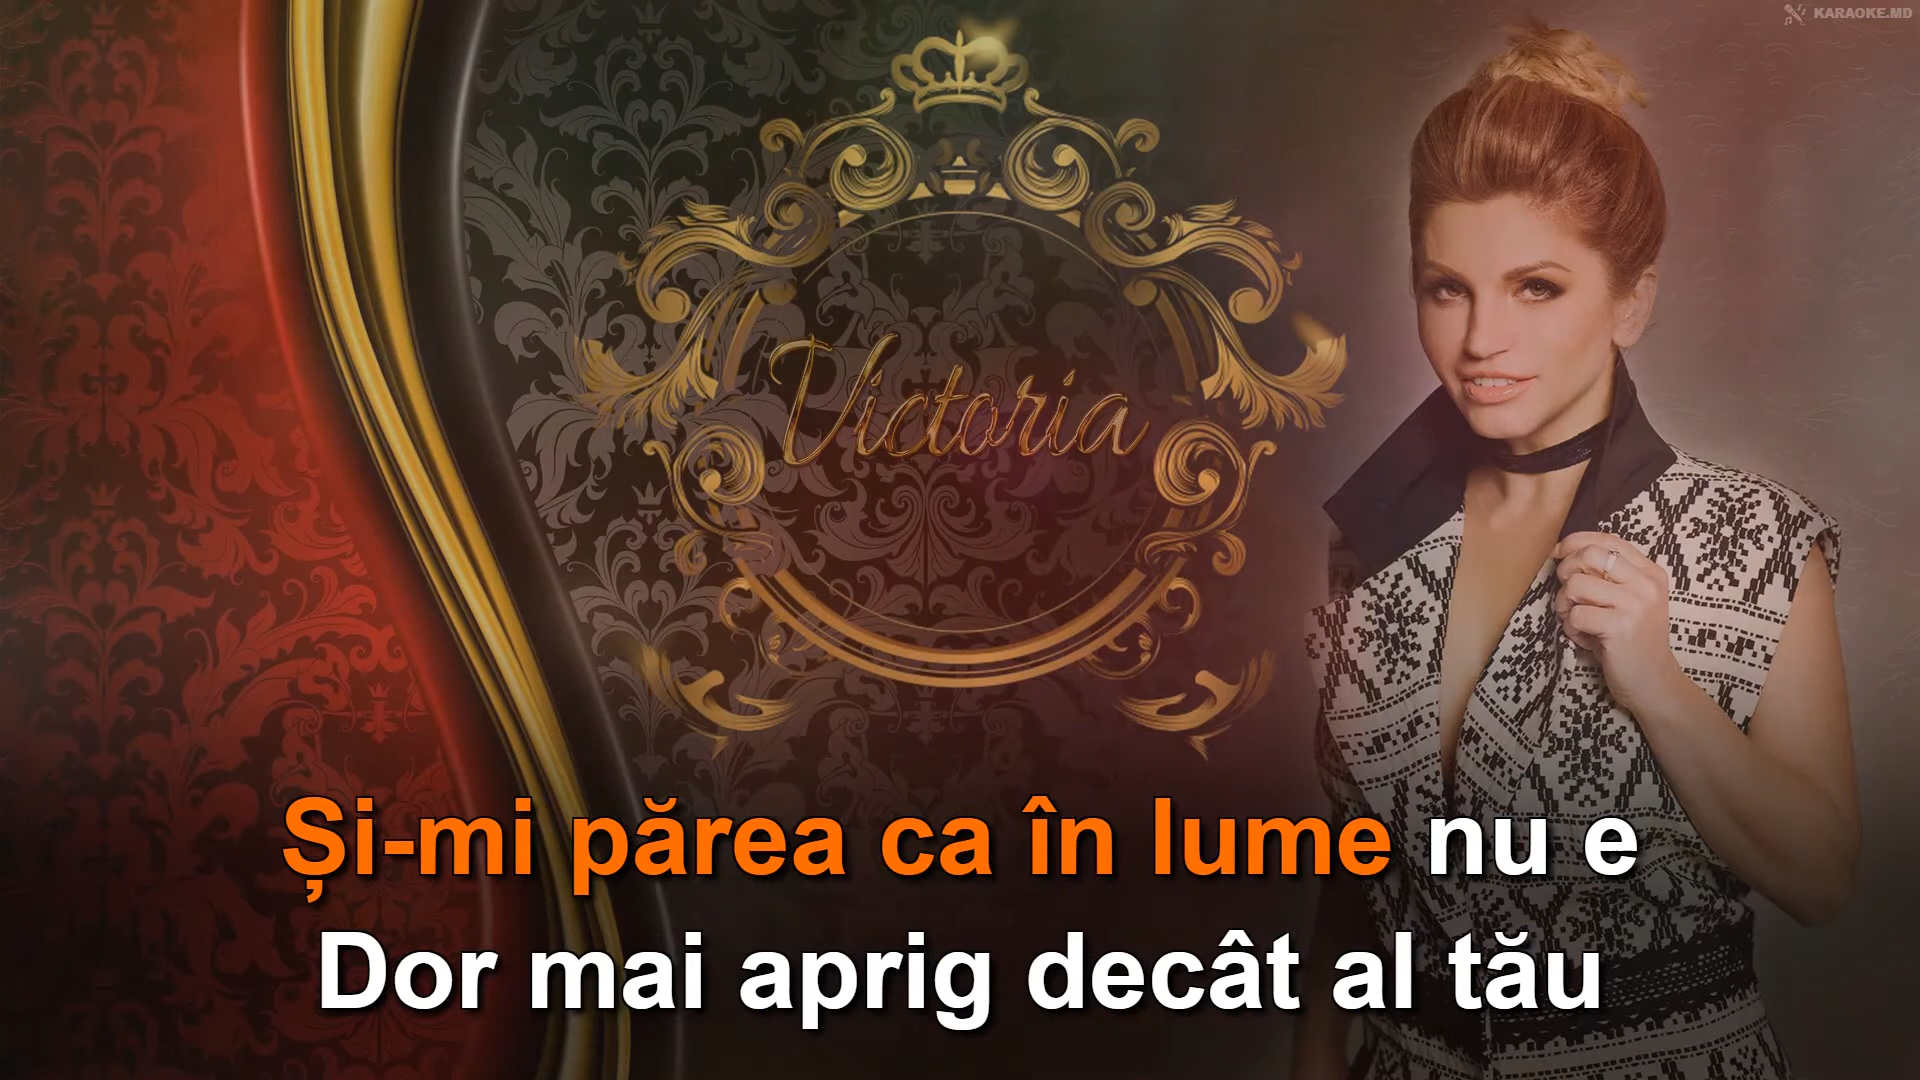 KARAOKE.MD
Victoria
Și-mi părea ca în lume nu e
Dor mai aprig decât al tău